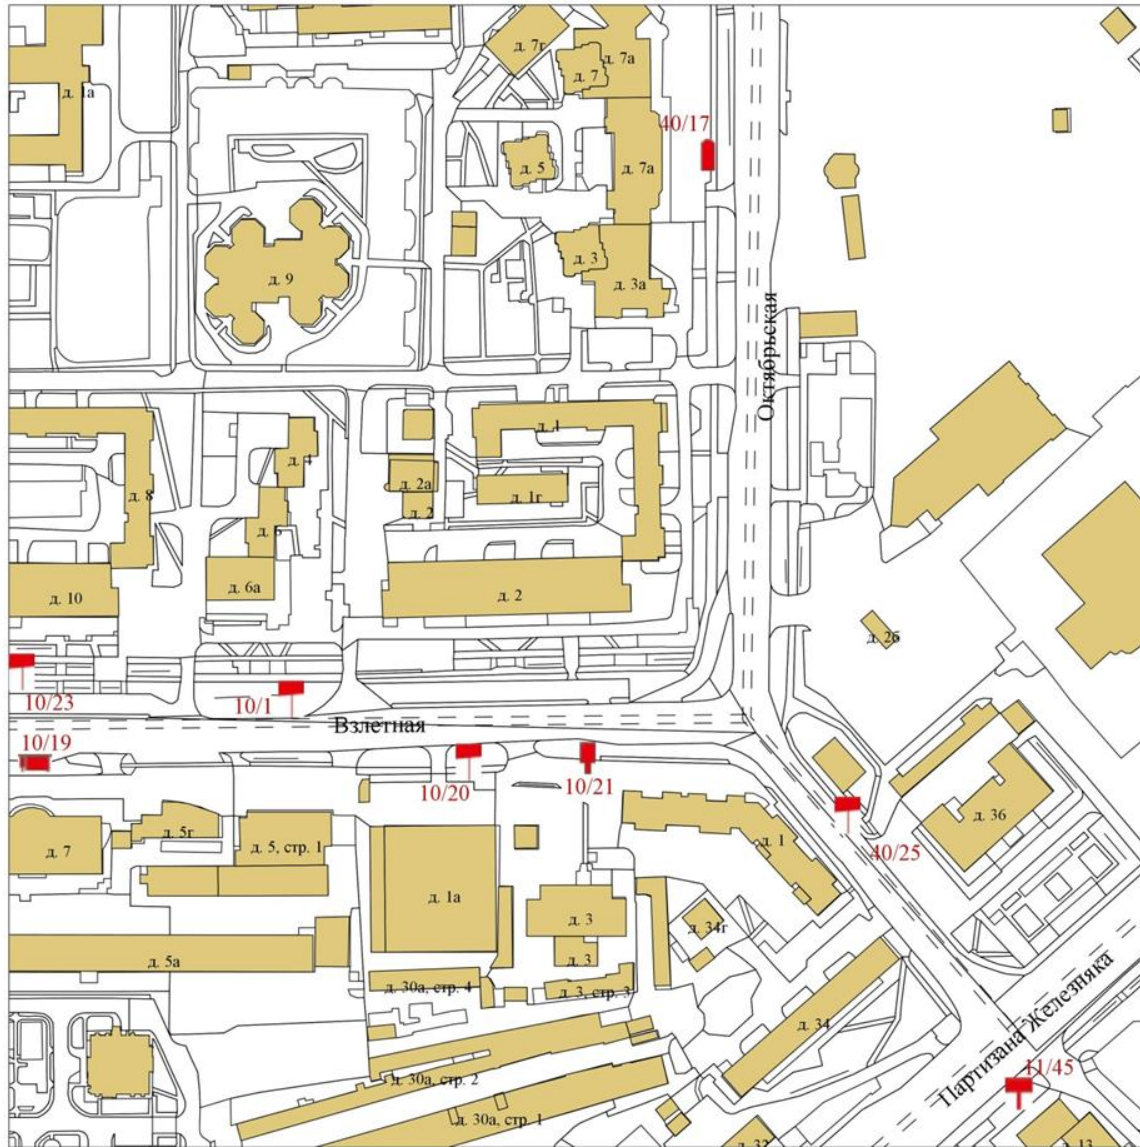 д. 7г
д. 7а
д. 7
д. 1а
40/17
д. 5
д. 7а
д. 3
д. 9
д. 3а
Октябрьская
д. 1
д. 4
д. 2а
д. 8
д. 1г
д. 2
д. 6
д. 6а
д. 10
д. 2
д. 2б
10/23
10/1
Взлетная
10/19
10/20
10/21
40/25
д. 36
д. 5г
д. 5, стр. 1
д. 7
д. 1
д. 1а
д. 3
д. 34г
д. 3
д. 5а
д. 30а, стр. 4
д. 3, стр. 3
Партизана Железняка
д. 34
11/45
д. 30а, стр. 2
д. 30а, стр. 1
13